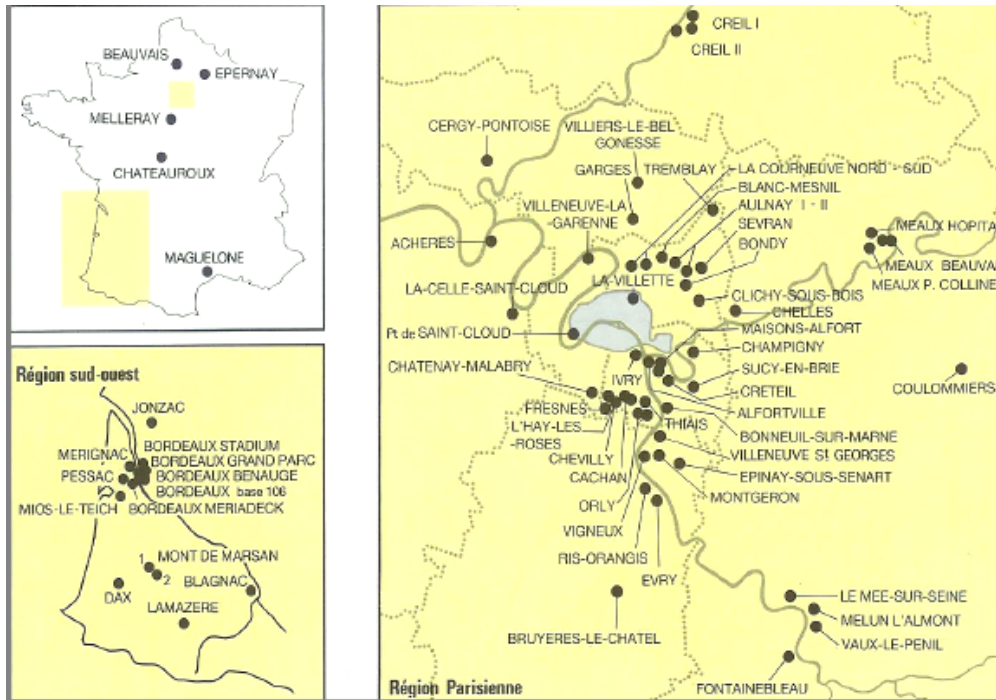 BEAUVAIS
EPERNAY
MELLERAY
CHATEAUROUX
MAGUELONE
Région sud-ouest
JONZAC
BORDEAUX STADIUM
MERIGNAC
BORDEAUX GRAND PARC
PESSAC
BORDEAUX BENAUGE
BORDEAUX base 106
MIOS-LE-TEICH
BORDEAUX MERIADECK
1
MONT DE MARSAN
2
BLAGNAC
DAX
LAMAZERE
CREIL I
CREIL II
CERGY-PONTOISE
VILLIERS-LE-BEL
GONESSE
GARGES
TREMBLAY
LA COURNEUVE NORD - SUD
BLANC-MESNIL
VILLENEUVE-LA
-GARENNE
AULNAY I - II
SEVRAN
BONDY
ACHERES
MEAUX HOPITA
MEAUX BEAUVA
MEAUX P. COLLINE
LA-CELLE-SAINT-CLOUD
LA-VILLETTE
CLICHY-SOUS-BOIS
CHELLES
Pt de SAINT-CLOUD
MAISONS-ALFORT
CHAMPIGNY
CHATENAY-MALABRY
IVRY
SUCY-EN-BRIE
COULOMMIERS
CRETEIL
FRESNES
ALFORTVILLE
L'HAY-LES
-ROSES
THIAIS
BONNEUIL-SUR-MARNE
CHEVILLY
VILLENEUVE St GEORGES
CACHAN
EPINAY-SOUS-SENART
ORLY
MONTGERON
VIGNEUX
RIS-ORANGIS
EVRY
BRUYERES-LE-CHATEL
LE MEE-SUR-SEINE
MELUN L'ALMONT
VAUX-LE-PENIL
FONTAINEBLEAU
Région Parisienne